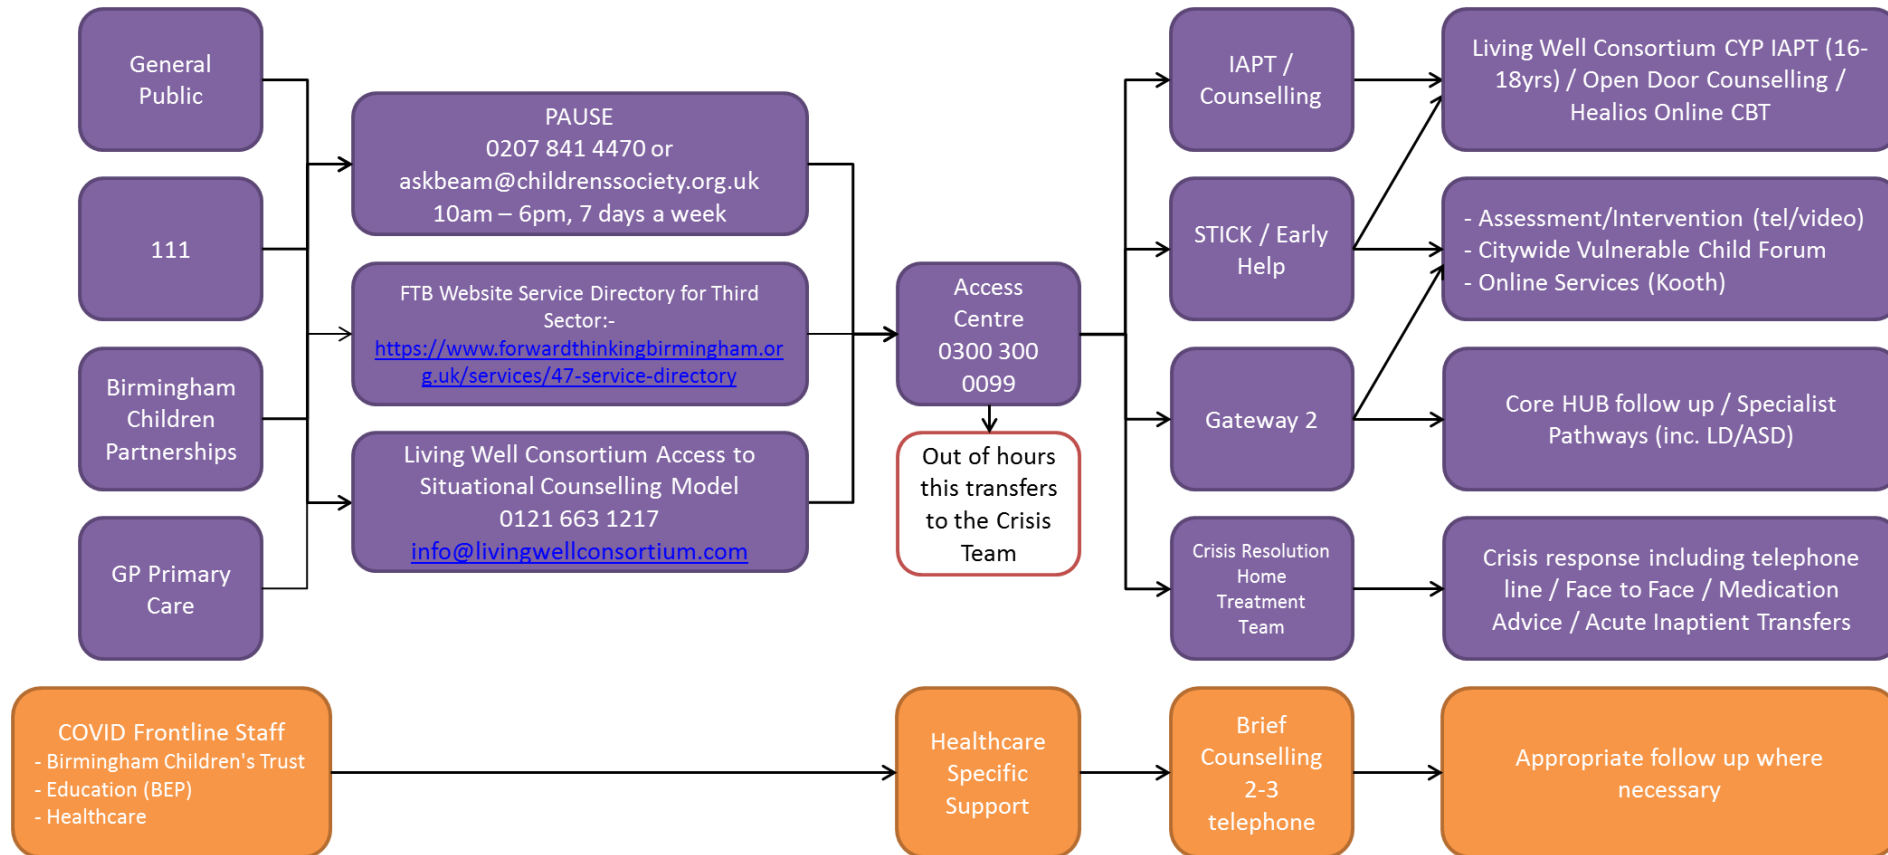 General
Public
111
Birmingham
Children
Partnerships
GP Primary
Care
PAUSE
0207 841 4470 or
askbeam@childrenssociety.org.uk
10am – 6pm, 7 days a week
FTB Website Service Directory for Third
Sector:-
https://www.forwardthinkingbirmingham.or
g.uk/services/47-service-directory
Living Well Consortium Access to
Situational Counselling Model
0121 663 1217
info@livingwellconsortium.com
Access
Centre
0300 300
0099
Out of hours
this transfers
to the Crisis
Team
IAPT /
Counselling
STICK / Early
Help
Gateway 2
Crisis Resolution
Home
Treatment
Team
Living Well Consortium CYP IAPT (16-
18yrs) / Open Door Counselling /
Healios Online CBT
- Assessment/Intervention (tel/video)
- Citywide Vulnerable Child Forum
- Online Services (Kooth)
Core HUB follow up / Specialist
Pathways (inc. LD/ASD)
Crisis response including telephone
line / Face to Face / Medication
Advice / Acute Inaptient Transfers
COVID Frontline Staff
- Birmingham Children's Trust
- Education (BEP)
- Healthcare
Healthcare
Specific
Support
Brief
Counselling
2-3
telephone
Appropriate follow up where
necessary